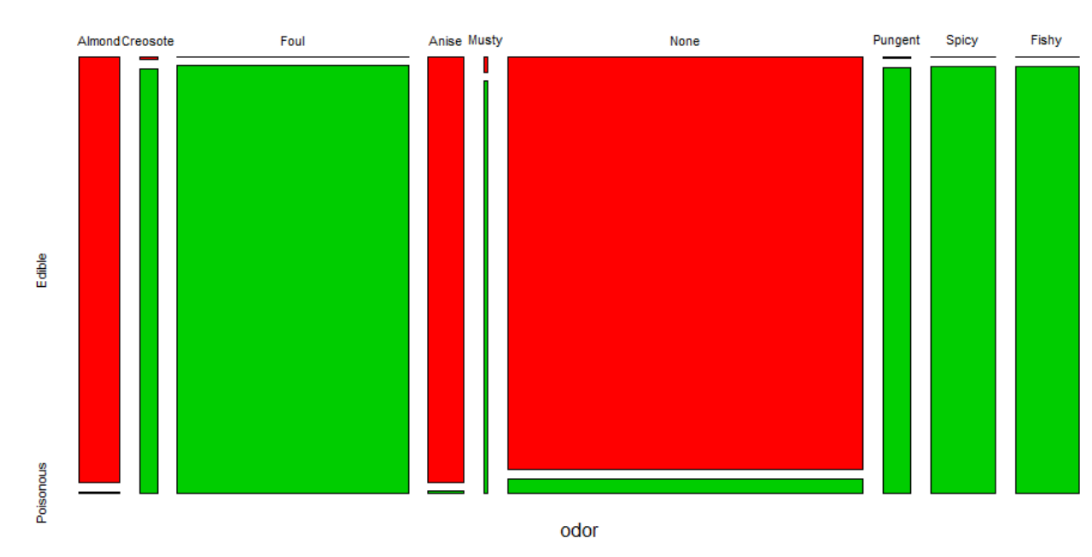 Almond Creosote Foul Anise Musty None Pungent Spicy Fishy
Edible
Poisonous
odor